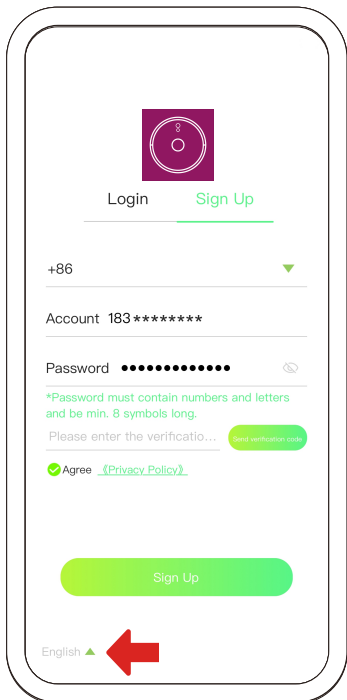 Login Sign Up
+86
Account 183********
Password ●●●●●●●●●●●●●
*Password must contain numbers and letters
and be min. 8 symbols long.
Please enter the verificatio... Send verification code
Agree 《Privacy Policy》
Sign Up
English